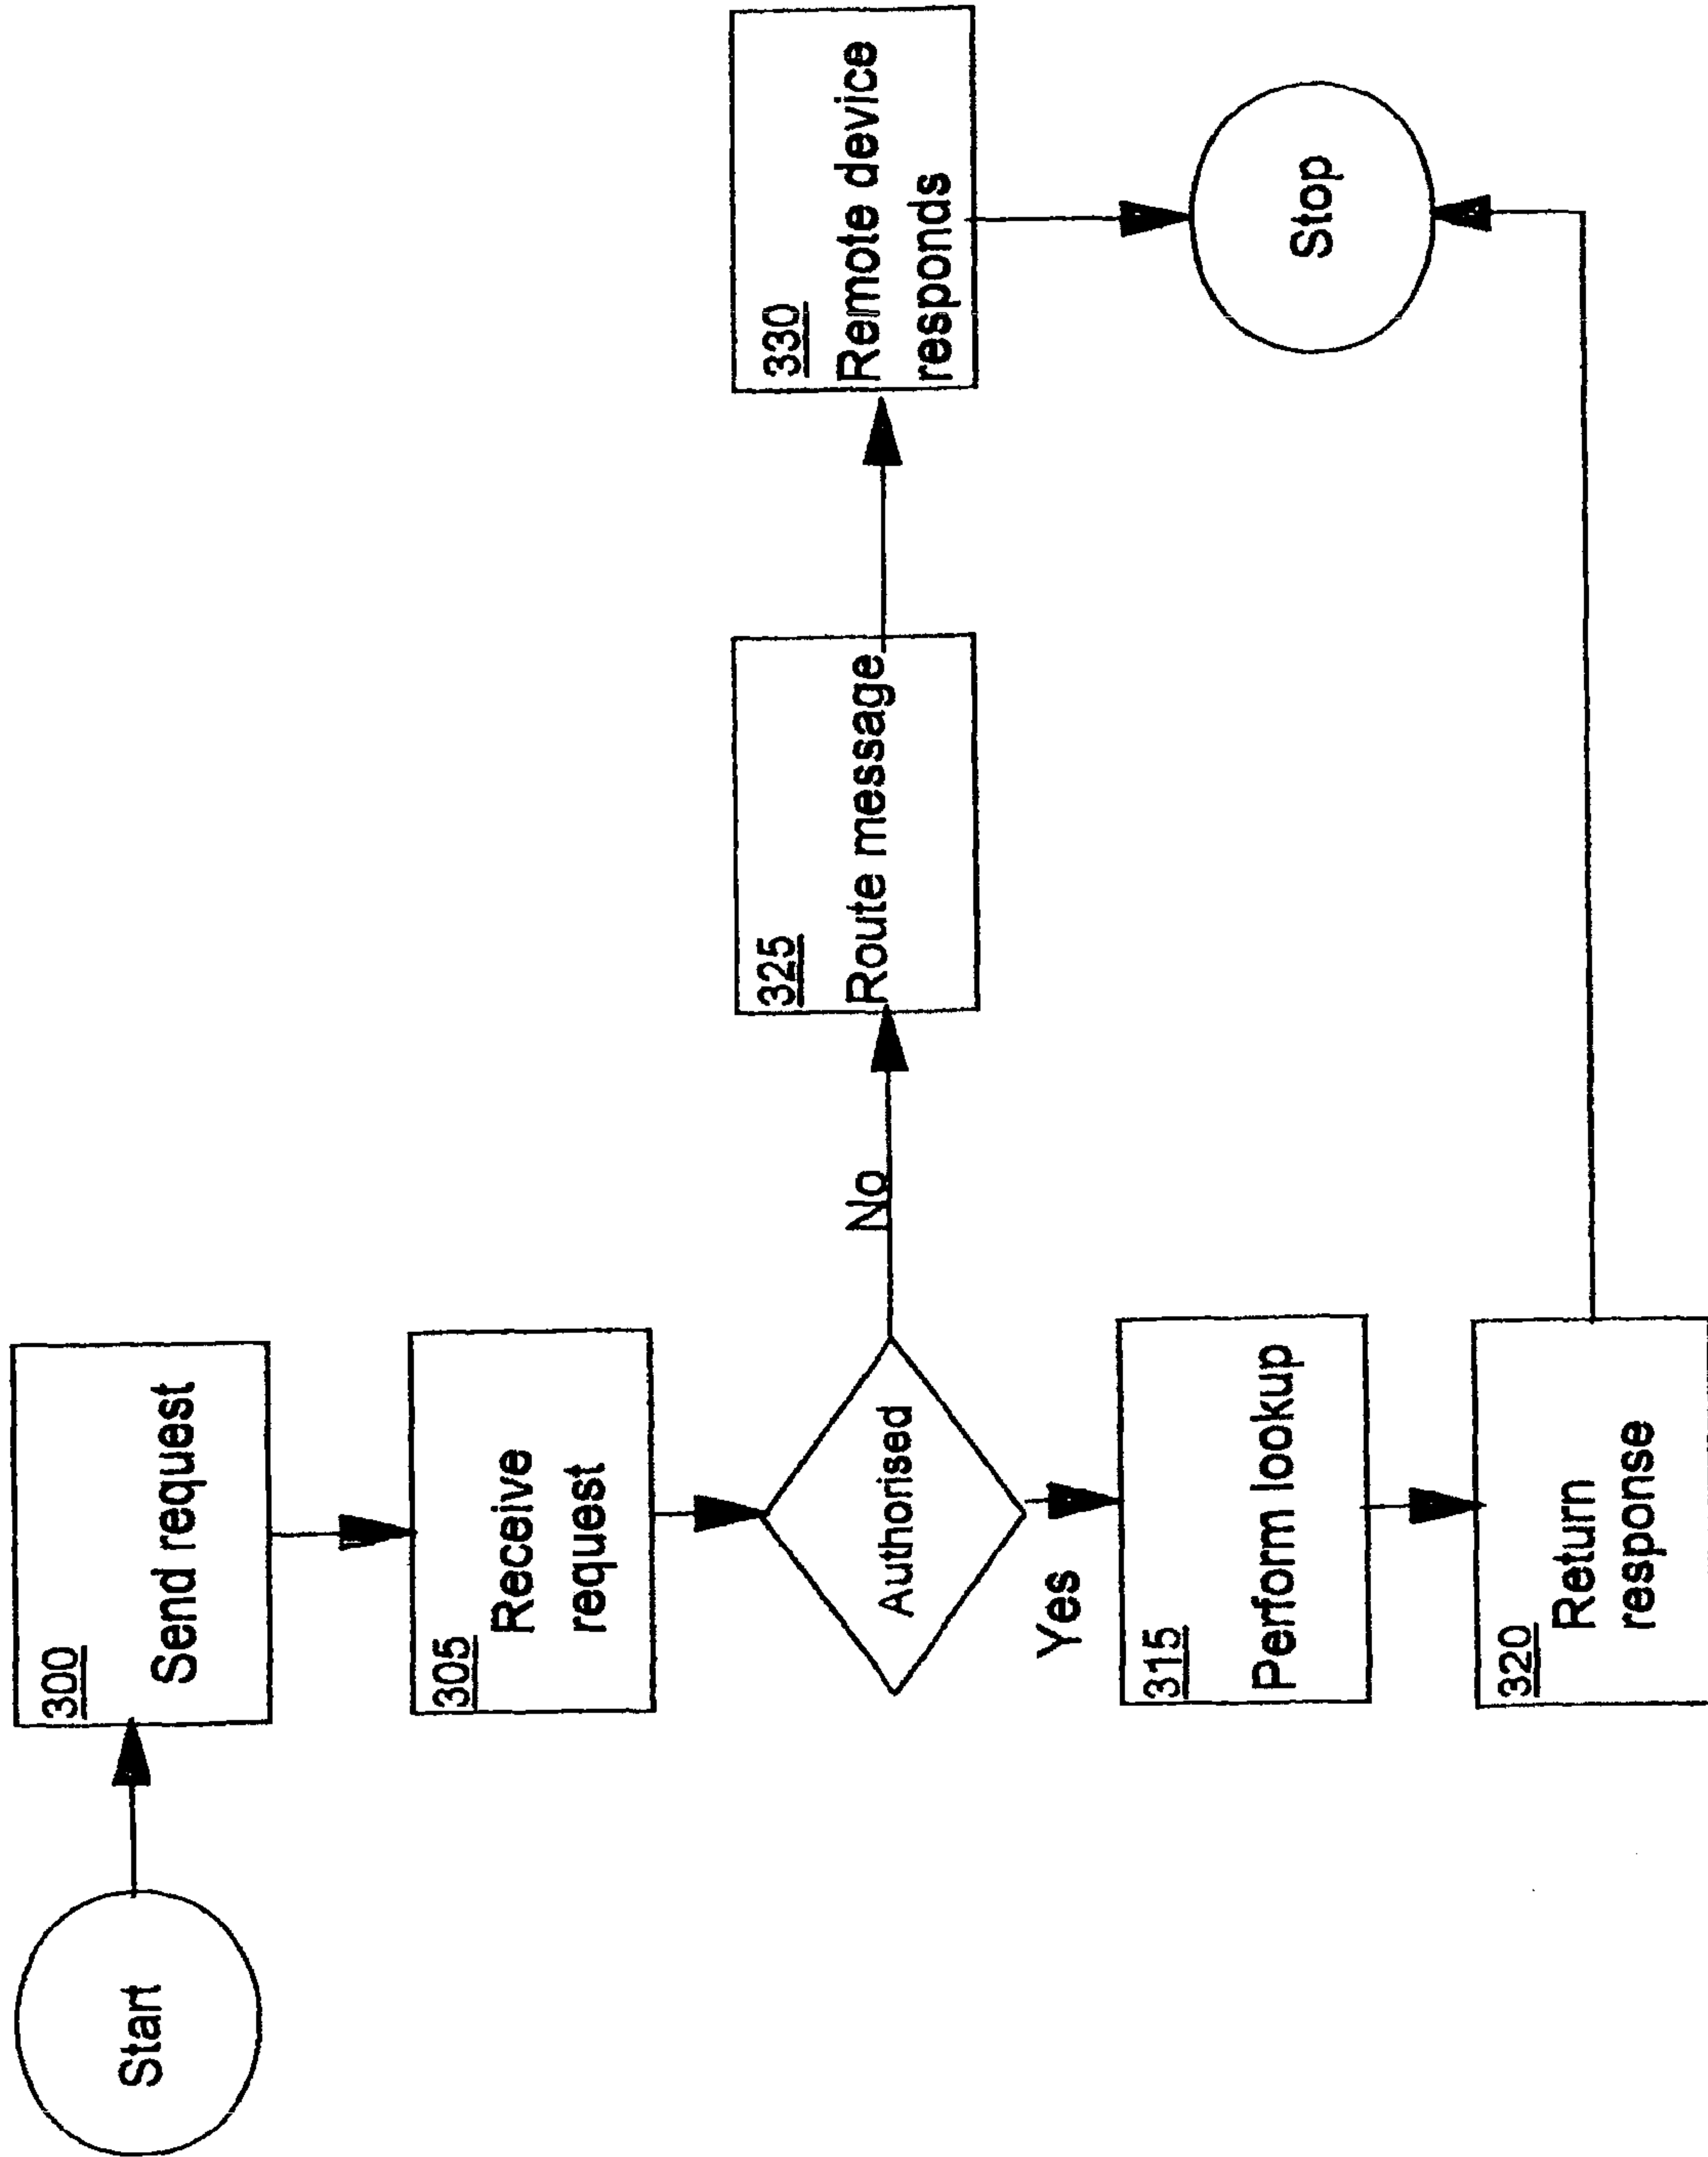 Start
300
Send request
305
Receive
request
Authorised
No
Yes
325
Route message
330
Remote device
responds
315
Perform lookup
320
Return
response
Stop